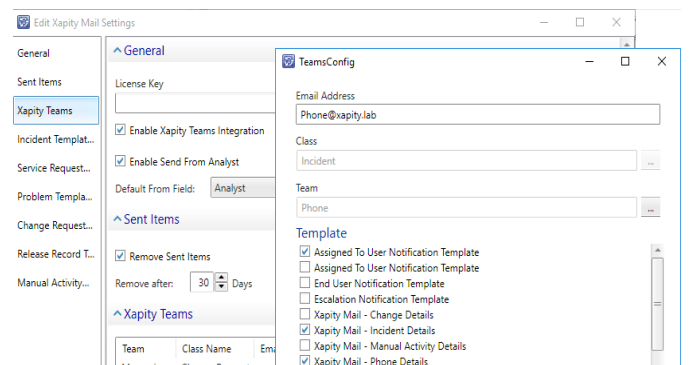 Edit Xapity Mail Settings
General
Sent Items
Xapity Teams
Incident Templat...
Service Request...
Problem Templa...
Change Request...
Release Record T...
Manual Activity...
General
License Key
Enable Xapity Teams Integration
Enable Send From Analyst
Default From Field: Analyst
Sent Items
Remove Sent Items
Remove after: 30 Days
Xapity Teams
Team Class Name Ema
TeamsConfig
Email Address
Phone@xapity.lab
Class
Incident ...
Team
Phone ...
Template
Assigned To User Notification Template
Assigned To User Notification Template
End User Notification Template
Escalation Notification Template
Xapity Mail - Change Details
Xapity Mail - Incident Details
Xapity Mail - Manual Activity Details
Xapity Mail - Phone Details